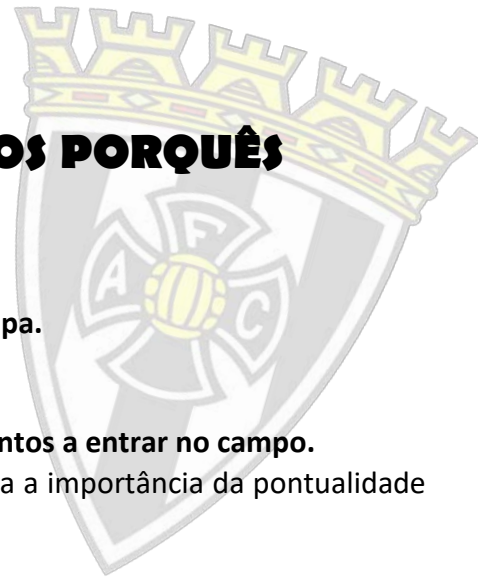 OS PORQUÊS
A F C
pa.
ntos a entrar no campo.
a a importância da pontualidade